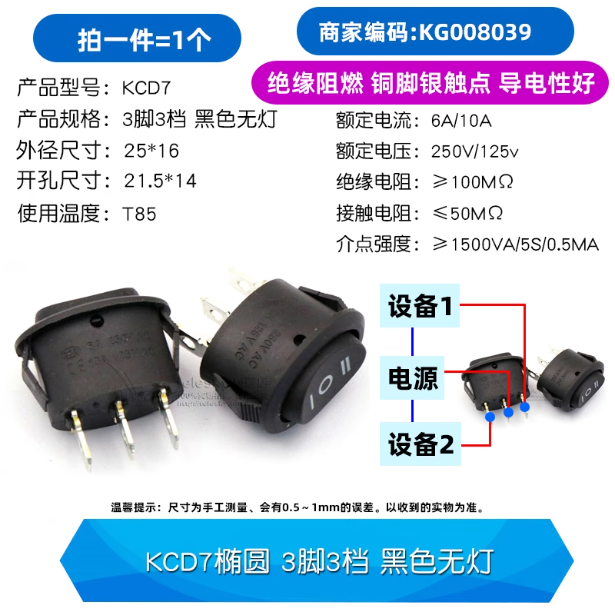 拍一件=1个
商家编码:KG008039
绝缘阻燃 铜脚银触点 导电性好
产品型号: KCD7
产品规格: 3脚3档 黑色无灯
外径尺寸: 25*16
开孔尺寸: 21.5*14
使用温度: T85
额定电流: 6A/10A
额定电压: 250V/125v
绝缘电阻: ≥100MΩ
接触电阻: ≤50MΩ
介点强度: ≥1500VA/5S/0.5MA
设备1
电源
设备2
温馨提示: 尺寸为手工测量、会有0.5~1mm的误差。以收到的实物为准。
KCD7椭圆 3脚3档 黑色无灯